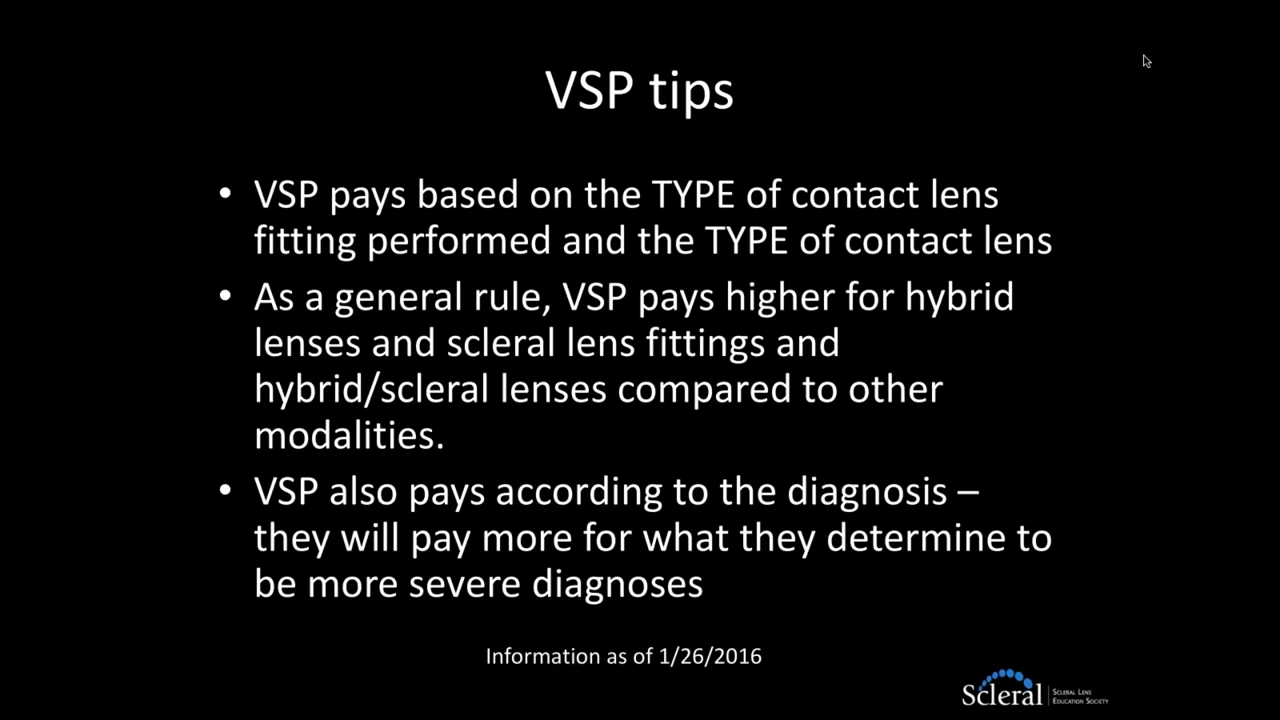 VSP tips
• VSP pays based on the TYPE of contact lens
fitting performed and the TYPE of contact lens
• As a general rule, VSP pays higher for hybrid
lenses and scleral lens fittings and
hybrid/scleral lenses compared to other
modalities.
• VSP also pays according to the diagnosis –
they will pay more for what they determine to
be more severe diagnoses
Information as of 1/26/2016
Scleral
Scleral Lens
Education Society